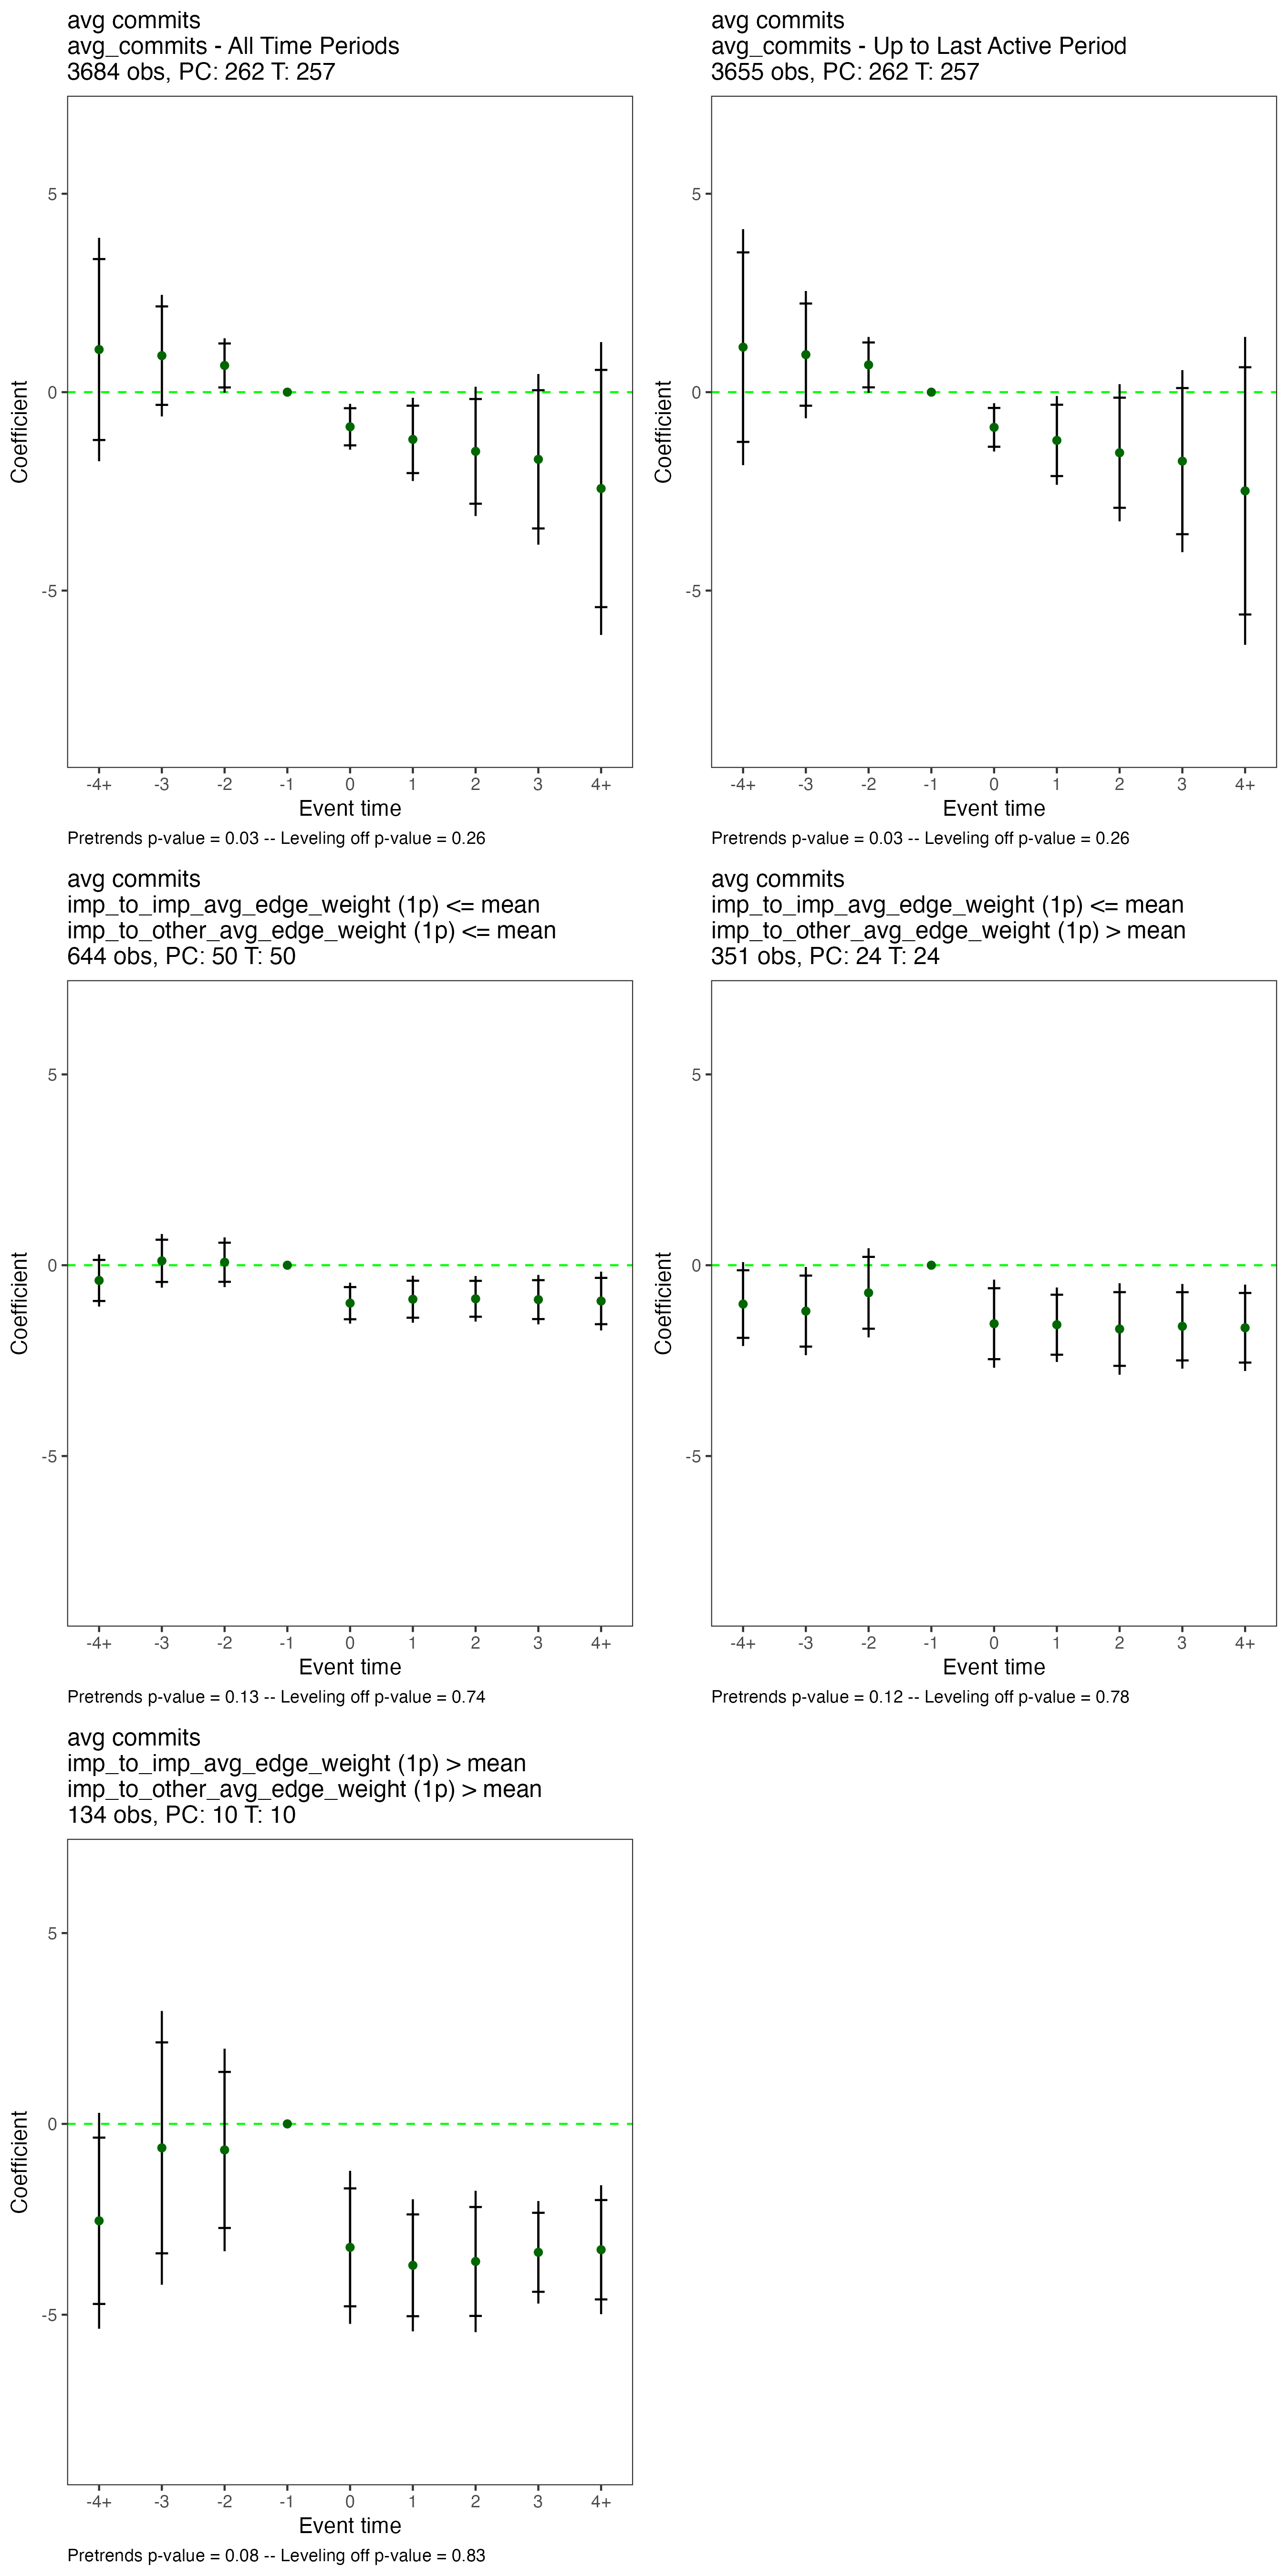 avg commits
avg_commits - All Time Periods
3684 obs, PC: 262 T: 257
5
0
-5
Coefficient
-4+ -3 -2 -1 0 1 2 3 4+
Event time
Pretrends p-value = 0.03 -- Leveling off p-value = 0.26
avg commits
avg_commits - Up to Last Active Period
3655 obs, PC: 262 T: 257
5
0
-5
Coefficient
-4+ -3 -2 -1 0 1 2 3 4+
Event time
Pretrends p-value = 0.03 -- Leveling off p-value = 0.26
avg commits
imp_to_imp_avg_edge_weight (1p) <= mean
imp_to_other_avg_edge_weight (1p) <= mean
644 obs, PC: 50 T: 50
5
0
-5
Coefficient
-4+ -3 -2 -1 0 1 2 3 4+
Event time
Pretrends p-value = 0.13 -- Leveling off p-value = 0.74
avg commits
imp_to_imp_avg_edge_weight (1p) <= mean
imp_to_other_avg_edge_weight (1p) > mean
351 obs, PC: 24 T: 24
5
0
-5
Coefficient
-4+ -3 -2 -1 0 1 2 3 4+
Event time
Pretrends p-value = 0.12 -- Leveling off p-value = 0.78
avg commits
imp_to_imp_avg_edge_weight (1p) > mean
imp_to_other_avg_edge_weight (1p) > mean
134 obs, PC: 10 T: 10
5
0
-5
Coefficient
-4+ -3 -2 -1 0 1 2 3 4+
Event time
Pretrends p-value = 0.08 -- Leveling off p-value = 0.83